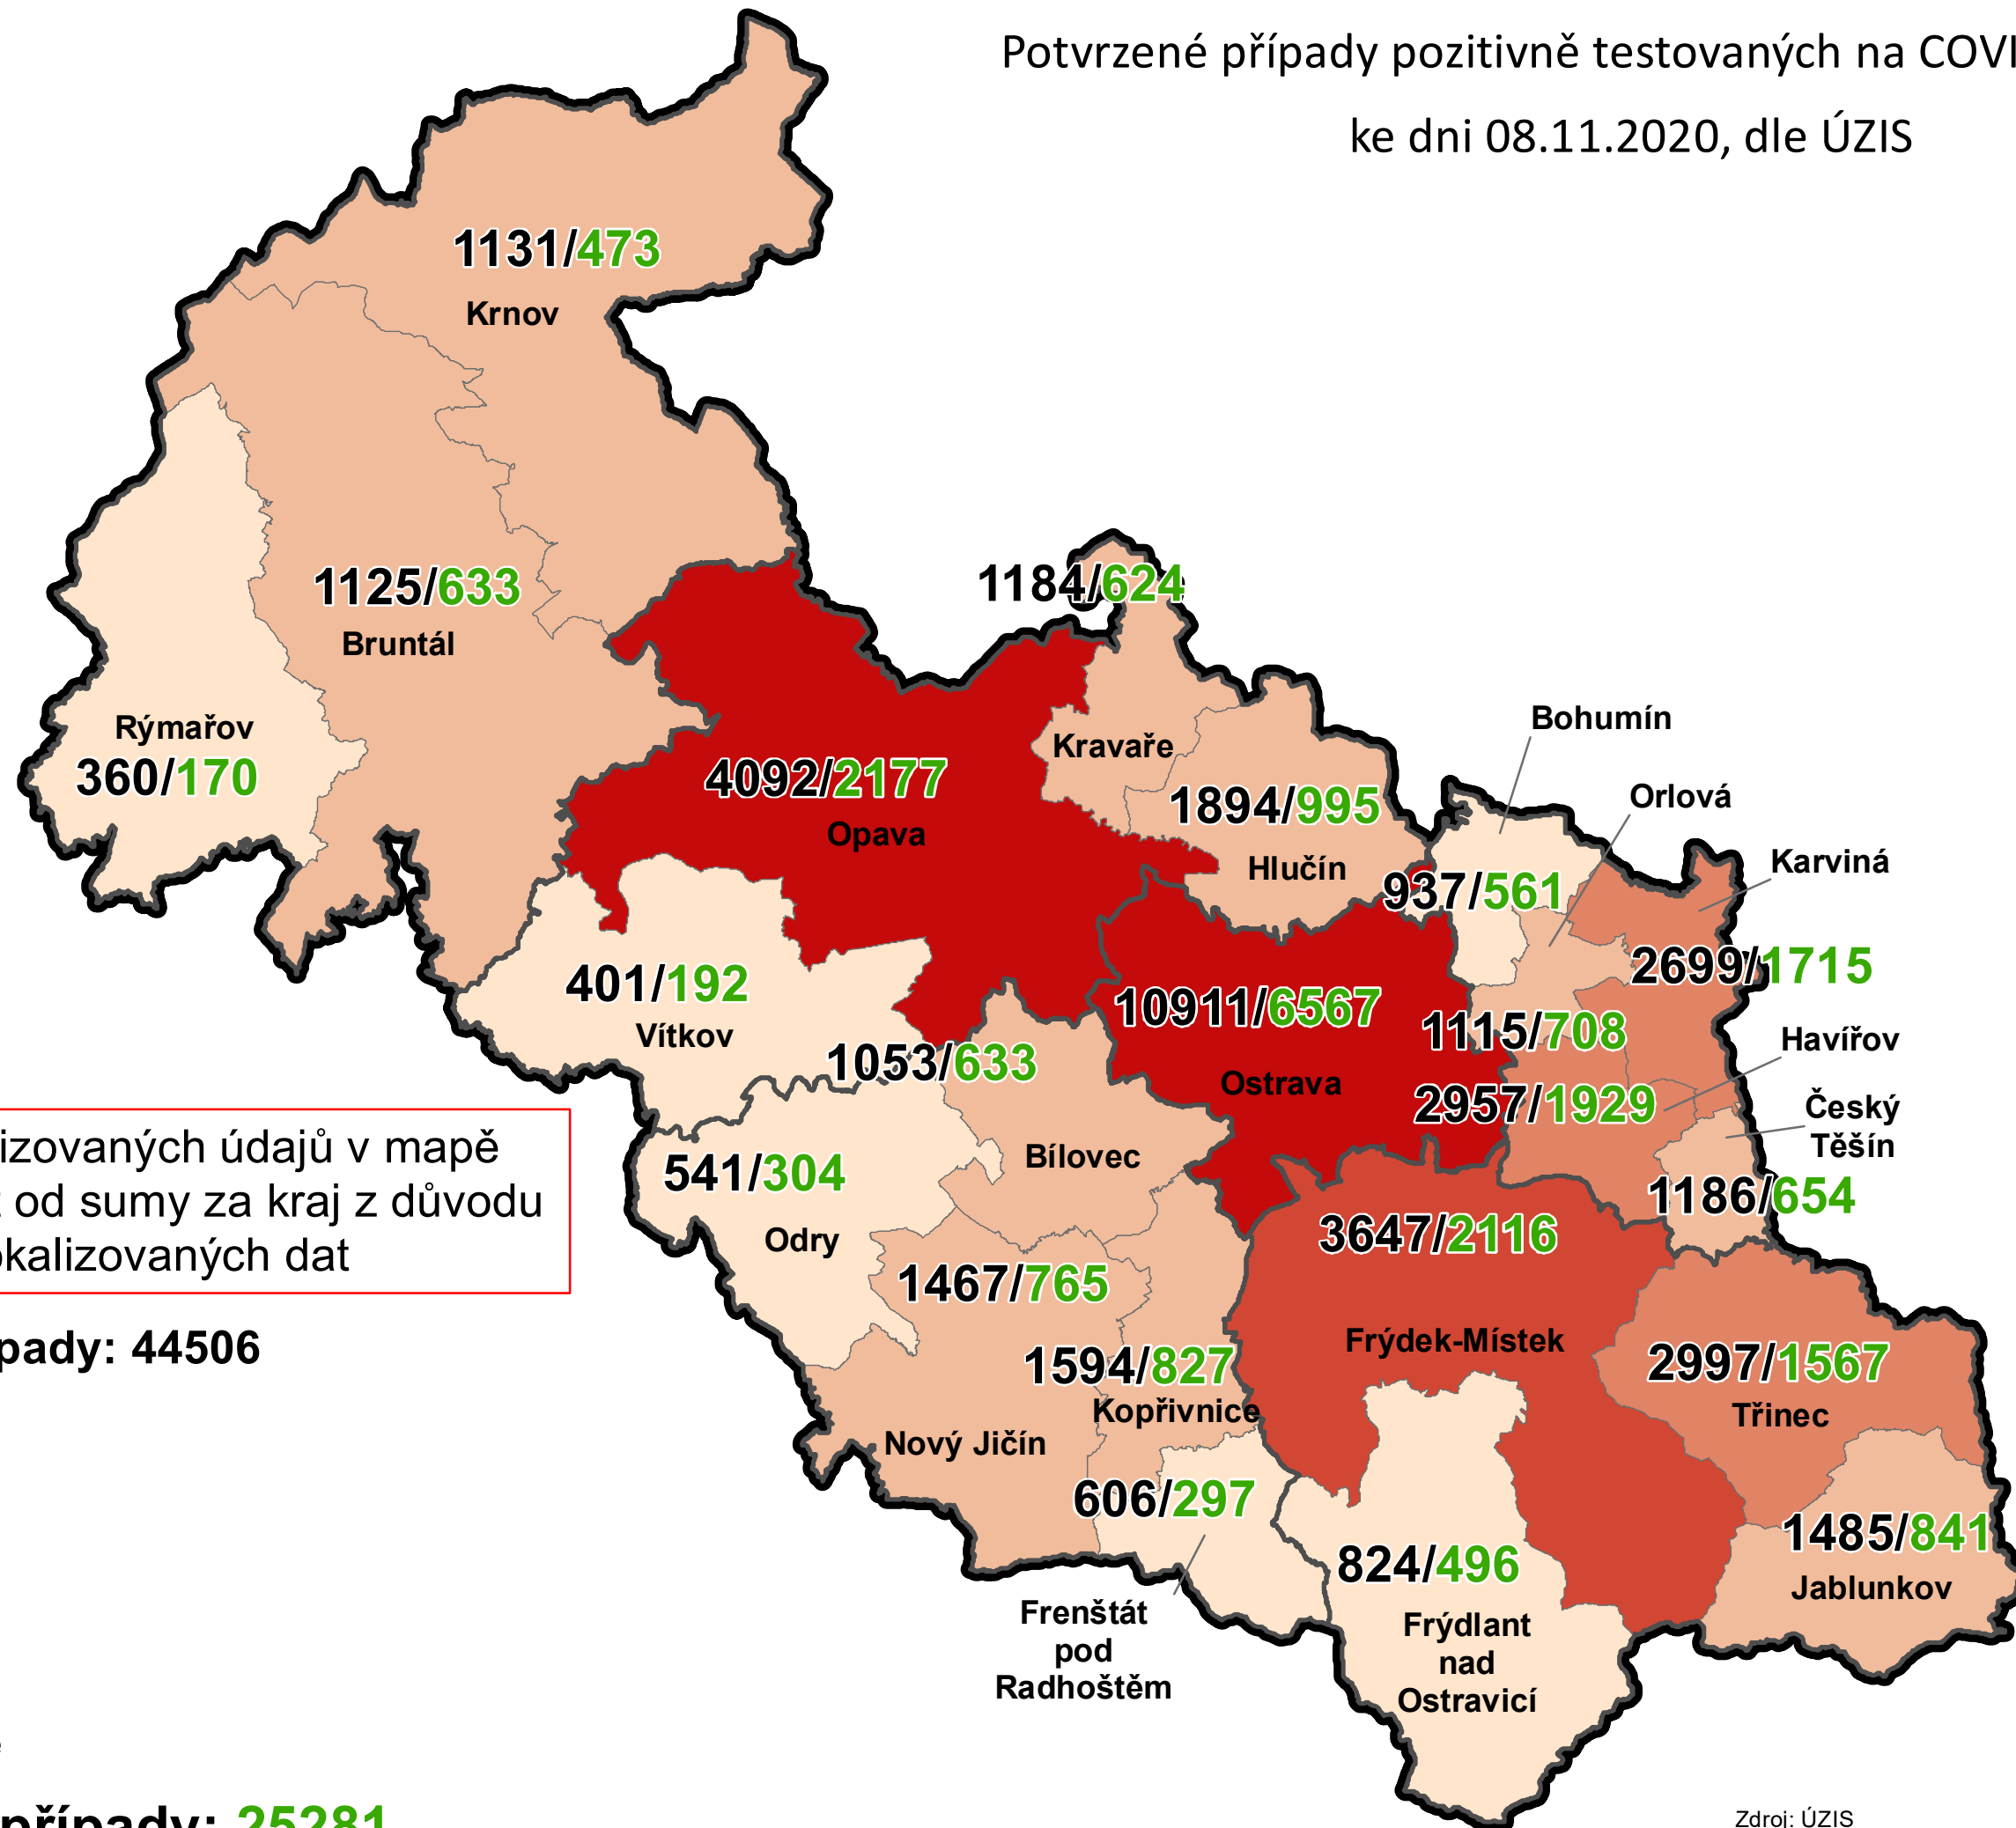 Potvrzené případy pozitivně testovaných na COVI
ke dni 08.11.2020, dle ÚZIS
1131/473
Krnov
1125/633
Bruntál
1184/624
Kravaře
Rýmařov
360/170
4092/2177
Opava
1894/995
Hlučín
Bohumín
Orlová
937/561
Karviná
2699/1715
401/192
Vítkov
10911/6567
Ostrava
1115/708
Havířov
1053/633
Bílovec
2957/1929
Český
Těšín
1186/654
izovaných údajů v mapě
od sumy za kraj z důvodu
okalizovaných dat
541/304
Odry
3647/2116
Frýdek-Místek
1467/765
Nový Jičín
pady: 44506
1594/827
Kopřivnice
2997/1567
Třinec
606/297
Frenštát
pod
Radhoštěm
824/496
Frýdlant
nad
Ostravicí
1485/841
Jablunkov
případy: 25281
Zdroj: ÚZIS